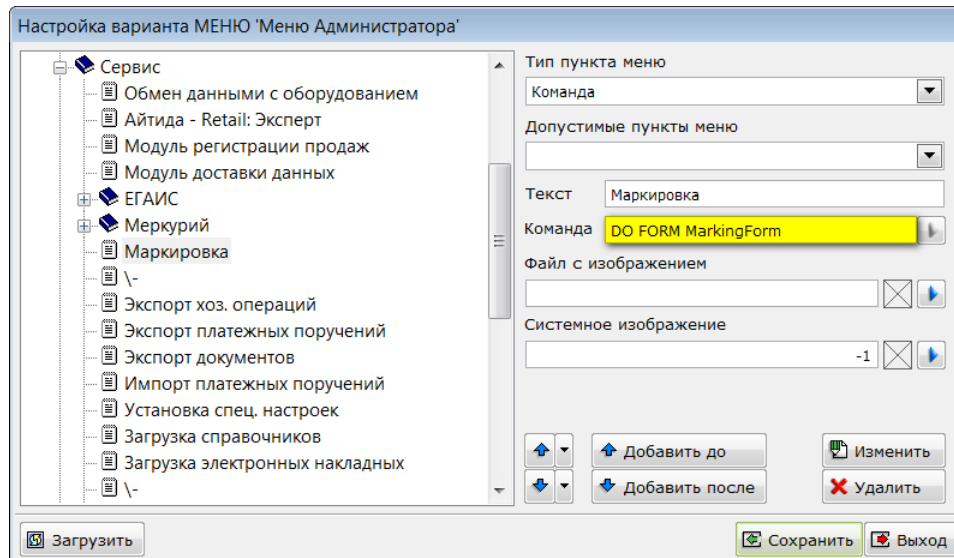 Настройка варианта МЕНЮ 'Меню Администратора'
Сервис
Обмен данными с оборудованием
Айтида - Retail: Эксперт
Модуль регистрации продаж
Модуль доставки данных
ЕГАИС
Меркурий
Маркировка
\-
Экспорт хоз. операций
Экспорт платежных поручений
Экспорт документов
Импорт платежных поручений
Установка спец. настроек
Загрузка справочников
Загрузка электронных накладных
\-
Тип пункта меню
Команда
Допустимые пункты меню
Текст Маркировка
Команда DO FORM MarkingForm
Файл с изображением
Системное изображение
-1
Добавить до
Изменить
Добавить после
Удалить
Загрузить
Сохранить
Выход